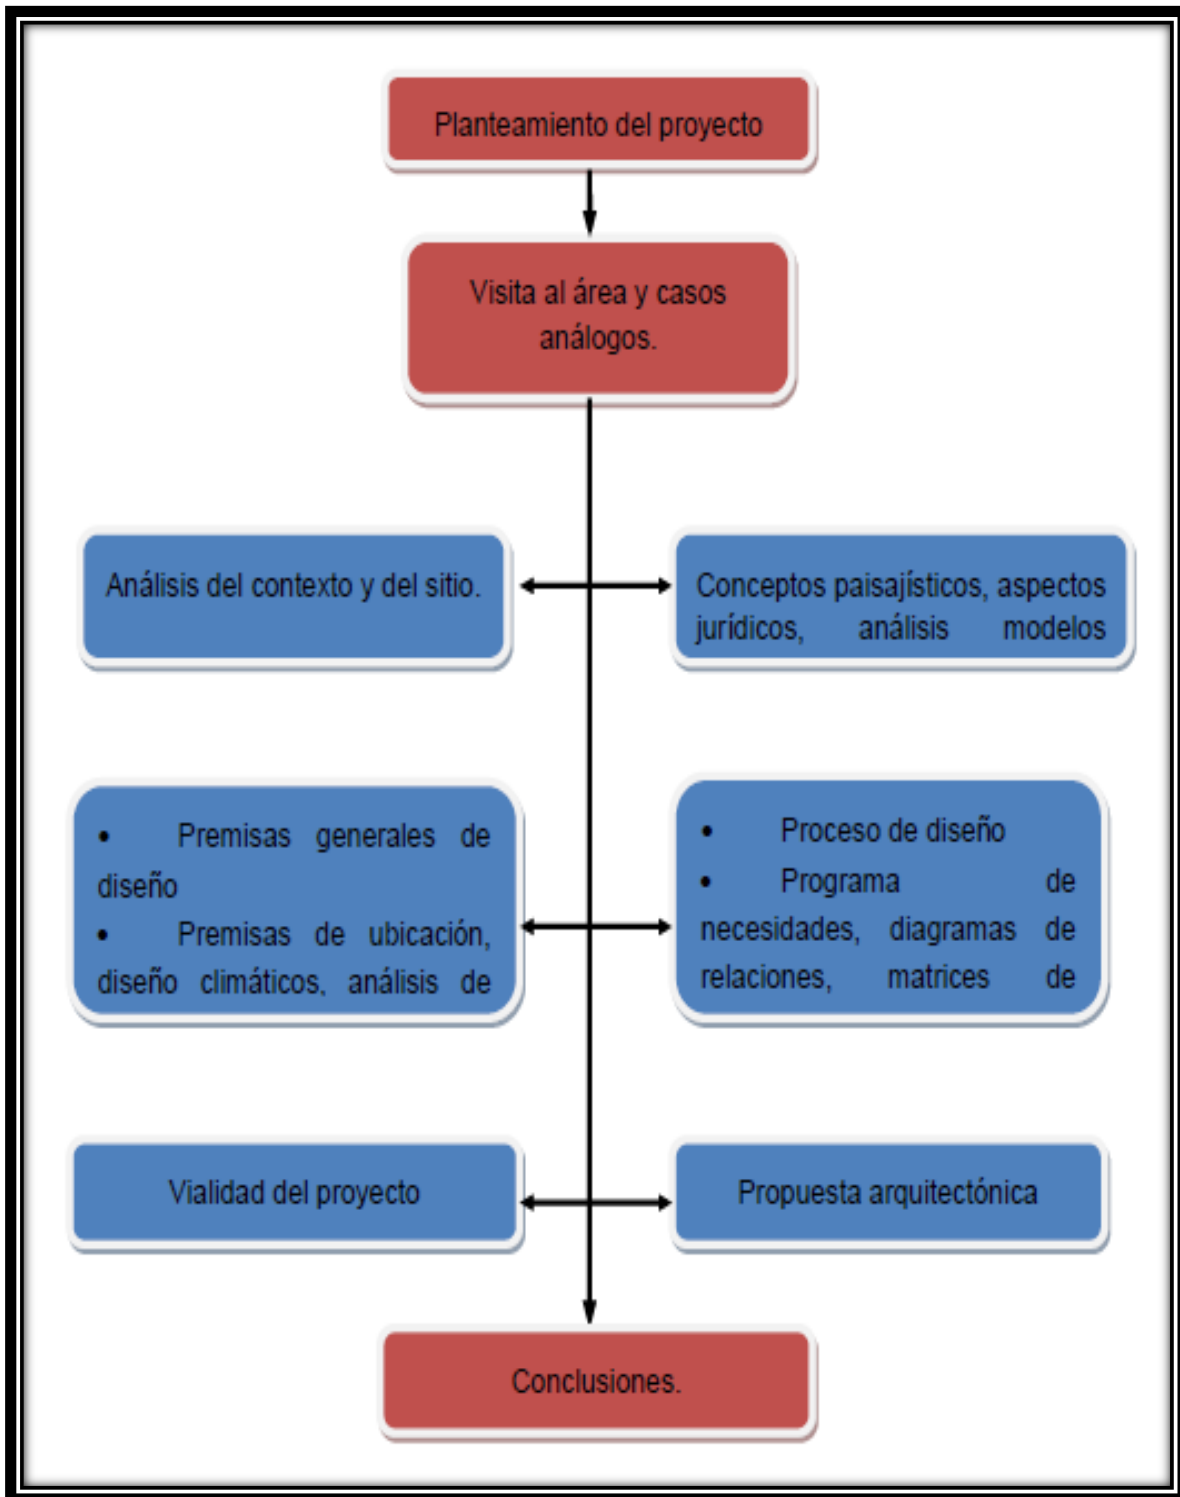 Planteamiento del proyecto
Visita al área y casos
análogos.
Análisis del contexto y del sitio.
Conceptos paisajísticos, aspectos
jurídicos, análisis modelos
• Premisas generales de
diseño
• Premisas de ubicación,
diseño climáticos, análisis de
• Proceso de diseño
• Programa de
necesidades, diagramas de
relaciones, matrices de
Vialidad del proyecto
Propuesta arquitectónica
Conclusiones.